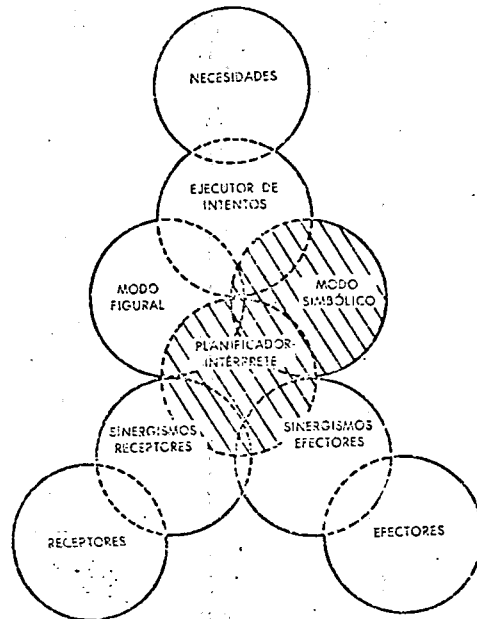 NECESIDADES
EJECUTOR DE
INTENTOS
MODO
FIGURAL
MODO
SIMBÓLICO
PLANIFICADOR-
INTÉRPRETE
SINERGISMOS
RECEPTORES
SINERGISMOS
EFECTORES
RECEPTORES
EFECTORES